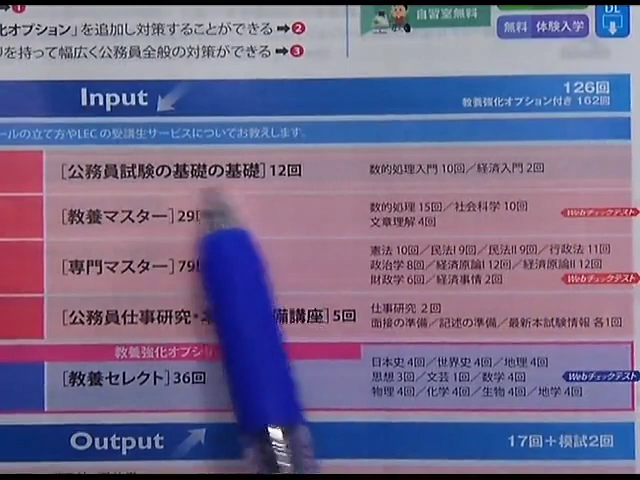 自習室無料
DL
無料 体験入学
化オプション」を追加し対策することができる➡❷
リを持って幅広く公務員全般の対策ができる➡❸
Input
126回
教養強化オプション付き 162回
ールの立て方やLECの受講生サービスについてお教えします。
[公務員試験の基礎の基礎]12回
数的処理入門 10回／経済入門 2回
[教養マスター]29
数的処理 15回／社会科学 10回
文章理解 4回
Webチェックテスト
[専門マスター]79
憲法 10回／民法Ⅰ 9回／民法Ⅱ 9回／行政法 11回
政治学 8回／経済原論Ⅰ 12回／経済原論Ⅱ 12回
財政学 6回／経済事情 2回
Webチェックテスト
[公務員仕事研究・
備講座]5回
仕事研究 2回
面接の準備／記述の準備／最新本試験情報 各1回
教養強化オプシ
[教養セレクト]36回
日本史 4回／世界史 4回／地理 4回
思想 3回／文芸 1回／数学 4回
物理 4回／化学 4回／生物 4回／地学 4回
Webチェックテスト
Output
17回＋模試2回